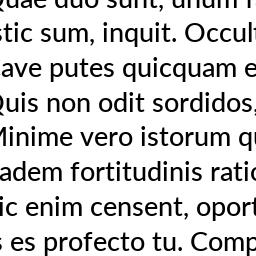 Quae duo sunt, unum f
stic sum, inquit. Occult
ave putes quicquam e
Quis non odit sordidos,
Minime vero istorum qu
adem fortitudinis ratio
ic enim censent, oport
s es profecto tu. Comp